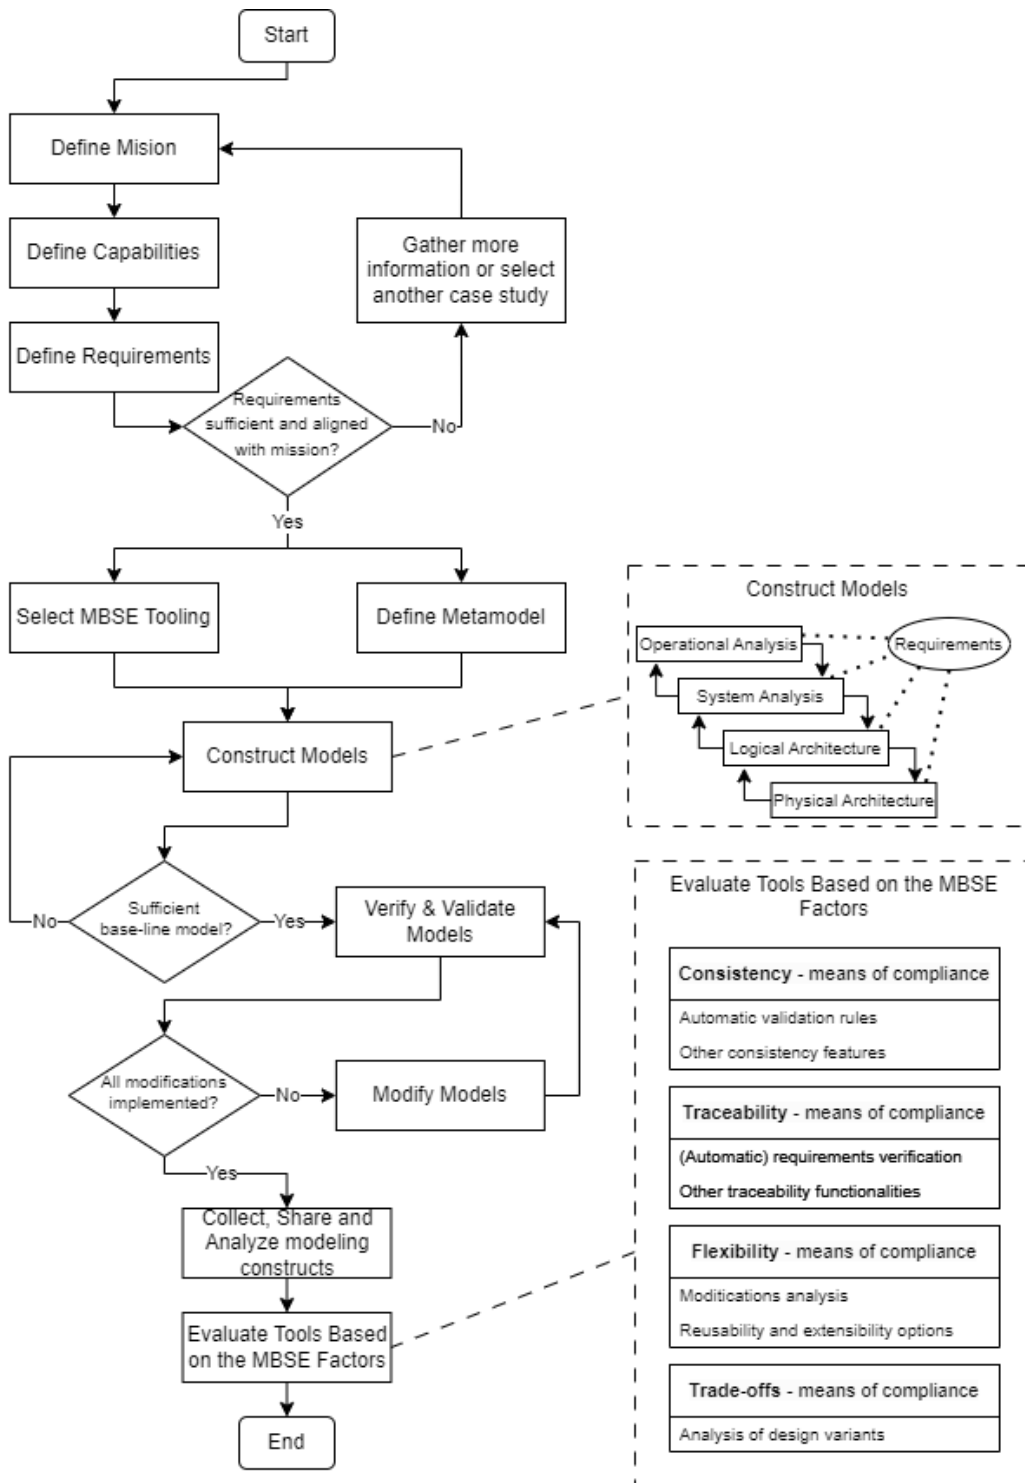 Start
Define Mision
Define Capabilities
Gather more
information or select
another case study
Define Requirements
Requirements
sufficient and aligned
with mission?
No
Yes
Select MBSE Tooling
Define Metamodel
Construct Models
Sufficient
base-line model?
No
Yes
Verify & Validate
Models
All modifications
implemented?
No
Modify Models
Yes
Collect, Share and
Analyze modeling
constructs
Evaluate Tools Based
on the MBSE Factors
End
Construct Models
Operational Analysis
Requirements
System Analysis
Logical Architecture
Physical Architecture
Evaluate Tools Based on the MBSE
Factors
Consistency - means of compliance
Automatic validation rules
Other consistency features
Traceability - means of compliance
(Automatic) requirements verification
Other traceability functionalities
Flexibility - means of compliance
Moditications analysis
Reusability and extensibility options
Trade-offs - means of compliance
Analysis of design variants